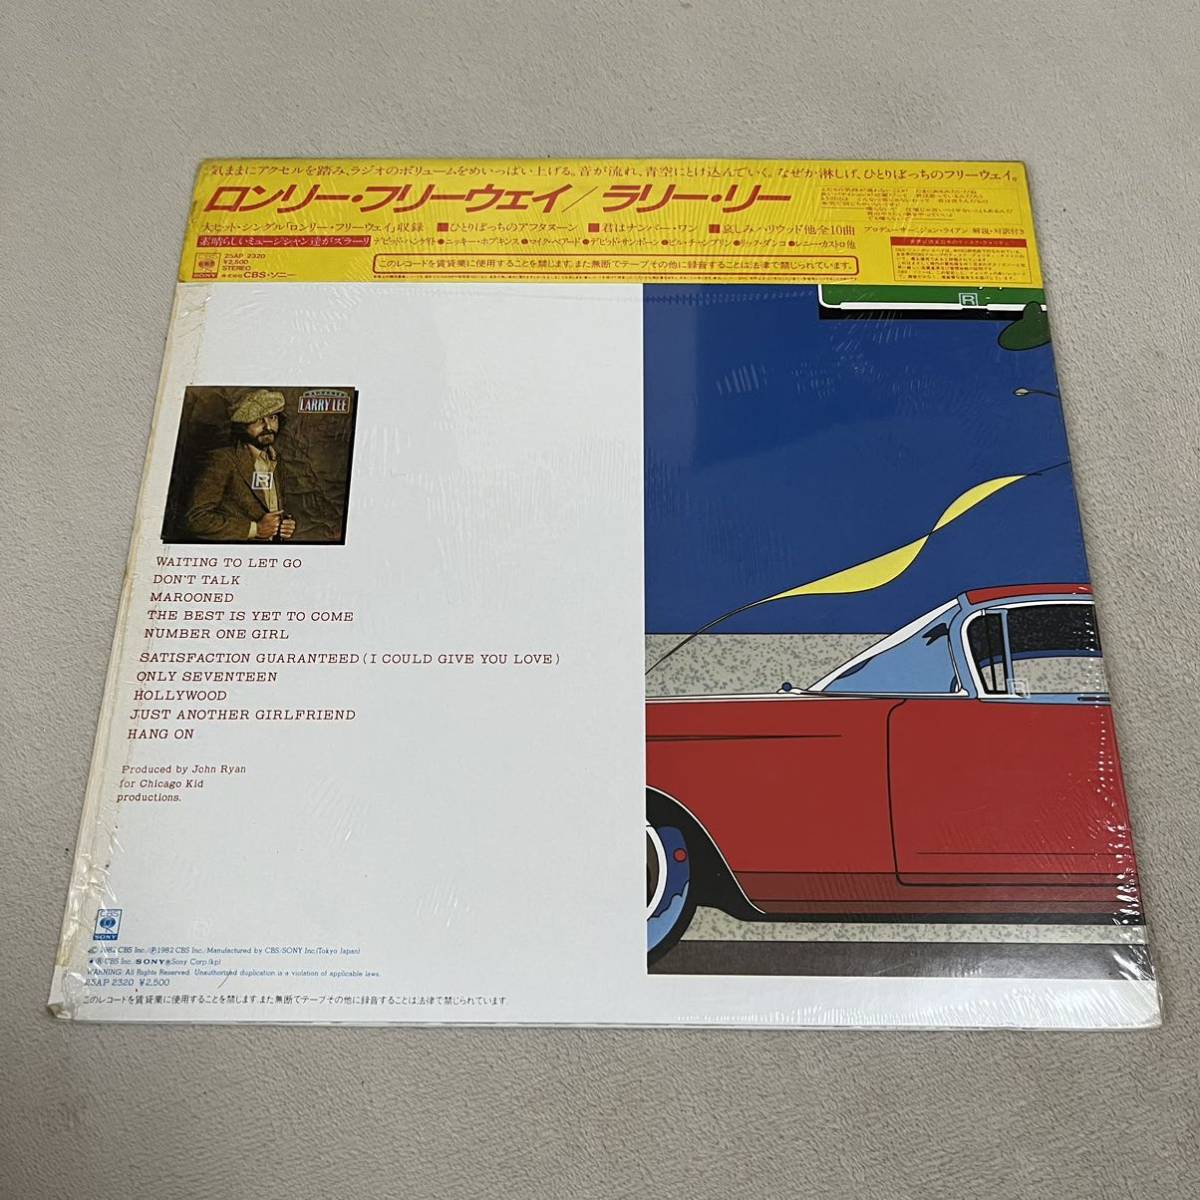 気ままにアクセルを踏み、ラジオのボリュームをめいっぱい上げる。音が流れ、青空にとけ込んでいく。なぜか淋しげ、ひとりぼっちのフリーウェイ。
ロンリー・フリーウェイ/ラリー・リー
大ヒット・シングル「ロンリー・フリーウェイ」収録 ■ひとりぼっちのアフタヌーン ■君はナンバー・ワン ■哀しみのハリウッド他全10曲
プロデューサー・ジョン・ライアン 解説・対訳付き
素晴らしいミュージシャン達がズラーリ デビッド・ハンゲイト●ニッキー・ホプキンス●マイク・ベアード●デビッド・サンボーン●ビル・チャンプリン●リック・ダンコ●レニー・カストロ他
25AP 2320
¥2,500
STEREO
株式会社 CBS・ソニー
CBS
SONY
このレコードを賃貸業に使用することを禁じます。また無断でテープその他に録音することは法律で禁じられています。
LARRY LEE
R
R
R
WAITING TO LET GO
DON'T TALK
MAROONED
THE BEST IS YET TO COME
NUMBER ONE GIRL
SATISFACTION GUARANTEED (I COULD GIVE YOU LOVE)
ONLY SEVENTEEN
HOLLYWOOD
JUST ANOTHER GIRLFRIEND
HANG ON
Produced by John Ryan
for Chicago Kid
productions.
CBS
SONY
© 1982 CBS Inc./℗1982 CBS Inc./Manufactured by CBS/SONY Inc.(Tokyo Japan)
® CBS Inc. SONY®Sony Corp.(kp)
WARNING: All Rights Reserved. Unauthorized duplication is a violation of applicable laws.
25AP 2320 ¥2,500
このレコードを賃貸業に使用することを禁じます。また無断でテープその他に録音することは法律で禁じられています。